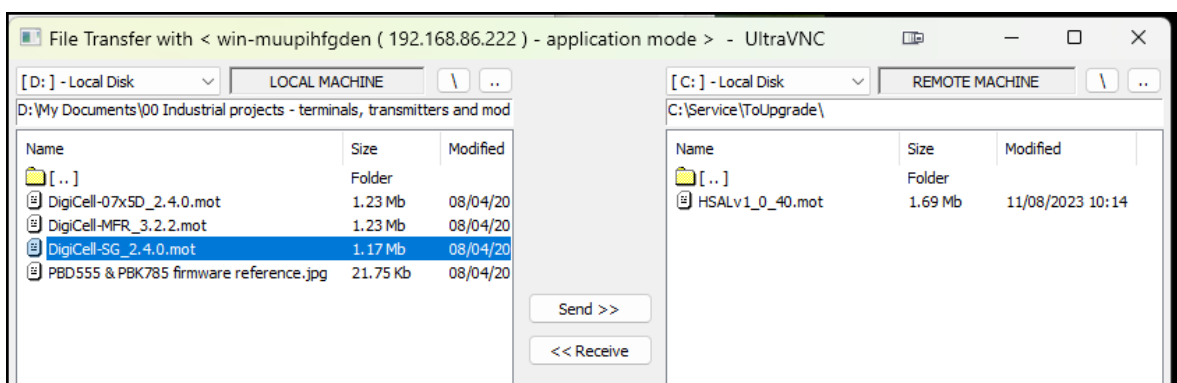 File Transfer with < win-muupihfgden ( 192.168.86.222 ) - application mode > - UltraVNC
[ D: ] - Local Disk LOCAL MACHINE \ ..
D:\My Documents\00 Industrial projects - terminals, transmitters and mod
Name Size Modified
[ .. ] Folder
DigiCell-07x5D_2.4.0.mot 1.23 Mb 08/04/20
DigiCell-MFR_3.2.2.mot 1.23 Mb 08/04/20
DigiCell-SG_2.4.0.mot 1.17 Mb 08/04/20
PBD555 & PBK785 firmware reference.jpg 21.75 Kb 08/04/20
Send >>
<< Receive
[ C: ] - Local Disk REMOTE MACHINE \ ..
C:\Service\ToUpgrade\
Name Size Modified
[ .. ] Folder
HSALv1_0_40.mot 1.69 Mb 11/08/2023 10:14